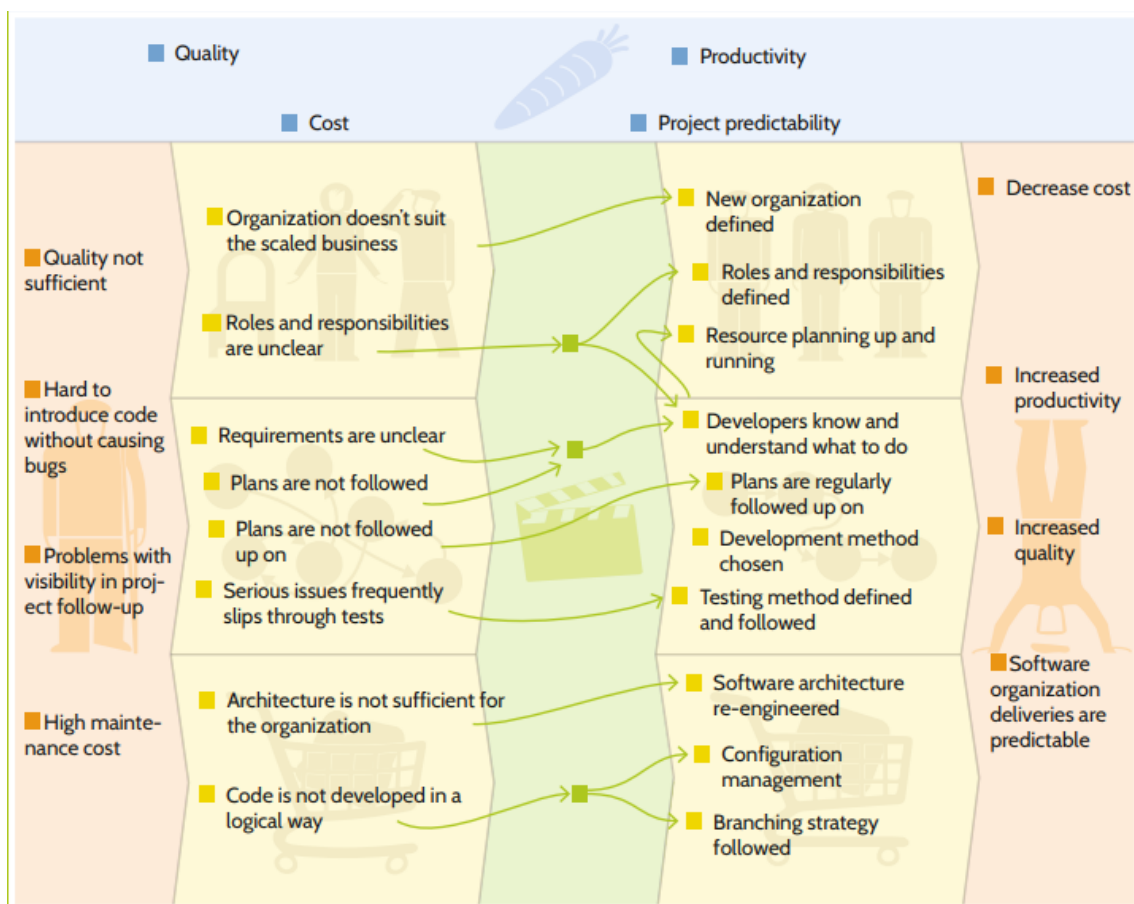 Quality
Productivity
Cost
Project predictability
Quality not
sufficient
Hard to
introduce code
without causing
bugs
Problems with
visibility in proj-
ect follow-up
High mainte-
nance cost
Organization doesn't suit
the scaled business
Roles and responsibilities
are unclear
Requirements are unclear
Plans are not followed
Plans are not followed
up on
Serious issues frequently
slips through tests
Architecture is not sufficient for
the organization
Code is not developed in a
logical way
New organization
defined
Roles and responsibilities
defined
Resource planning up and
running
Developers know and
understand what to do
Plans are regularly
followed up on
Development method
chosen
Testing method defined
and followed
Software architecture
re-engineered
Configuration
management
Branching strategy
followed
Decrease cost
Increased
productivity
Increased
quality
Software
organization
deliveries are
predictable